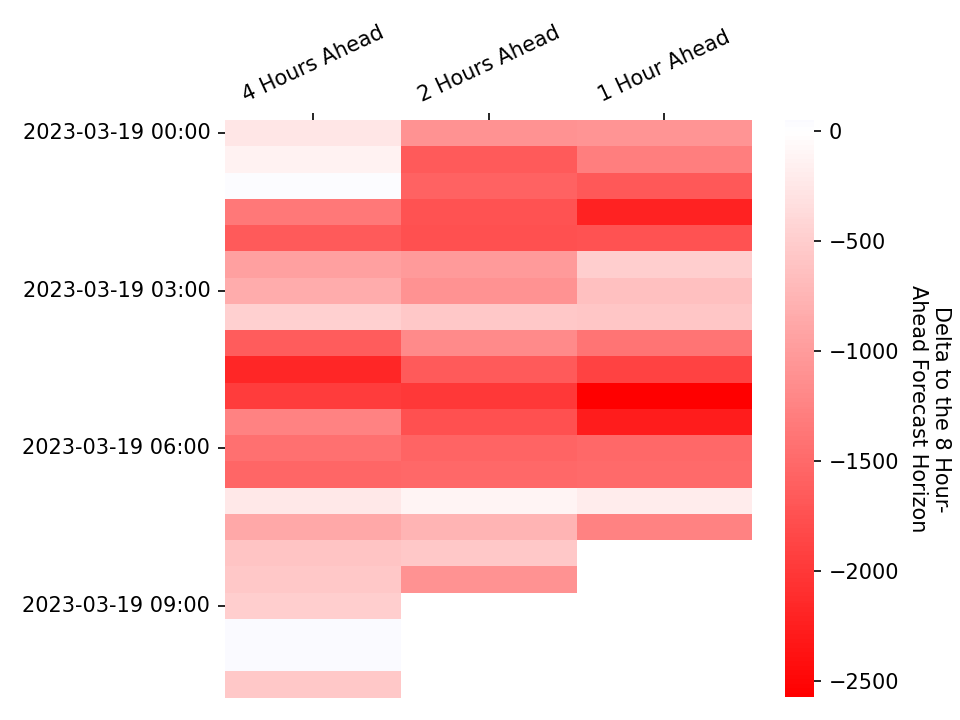 4 Hours Ahead
2 Hours Ahead
1 Hour Ahead
2023-03-19 00:00
2023-03-19 03:00
2023-03-19 06:00
2023-03-19 09:00
0
−500
−1000
−1500
−2000
−2500
Delta to the 8 Hour-
Ahead Forecast Horizon